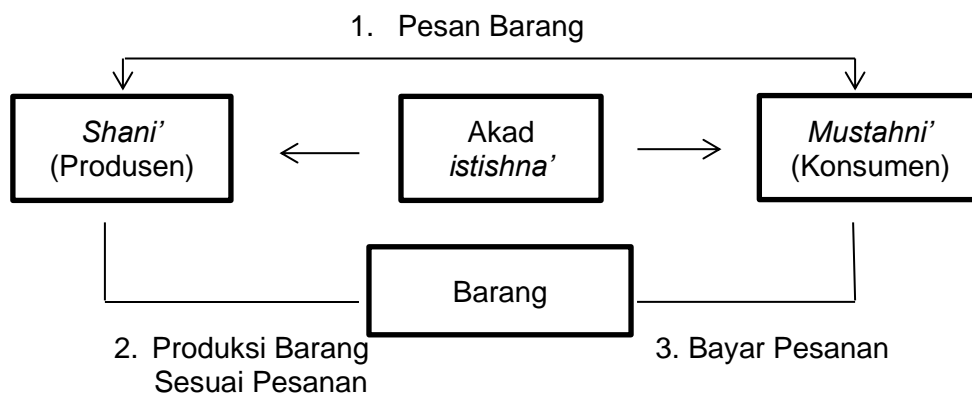 1. Pesan Barang
Shani’
(Produsen)
Akad
istishna’
Mustahni’
(Konsumen)
Barang
2. Produksi Barang
Sesuai Pesanan
3. Bayar Pesanan